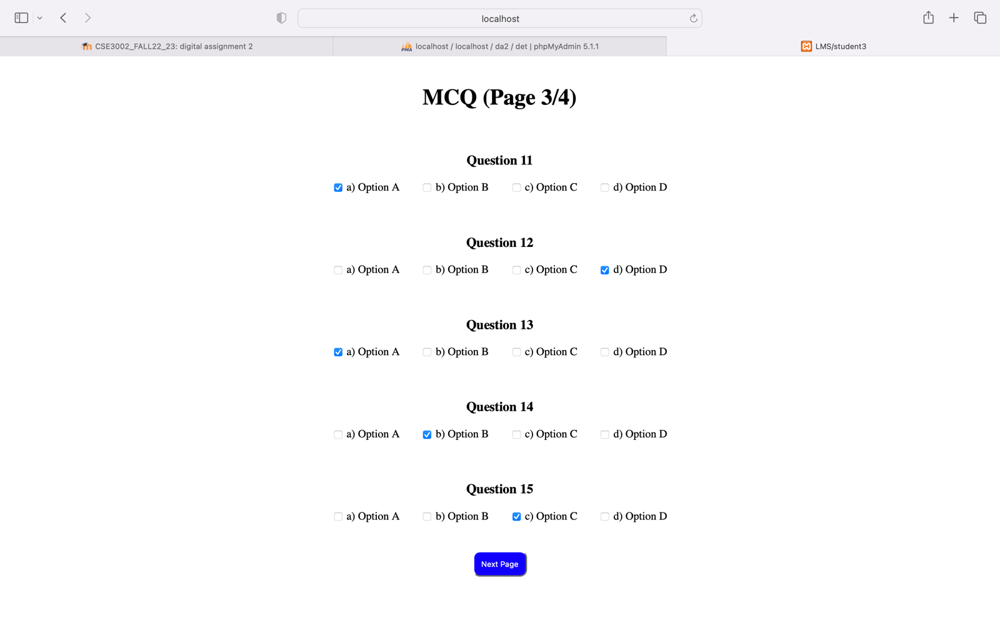 localhost
CSE3002_FALL22_23: digital assignment 2
PMA localhost / localhost / da2 / det | phpMyAdmin 5.1.1
LMS/student3
MCQ (Page 3/4)
Question 11
a) Option A b) Option B c) Option C d) Option D
Question 12
a) Option A b) Option B c) Option C d) Option D
Question 13
a) Option A b) Option B c) Option C d) Option D
Question 14
a) Option A b) Option B c) Option C d) Option D
Question 15
a) Option A b) Option B c) Option C d) Option D
Next Page